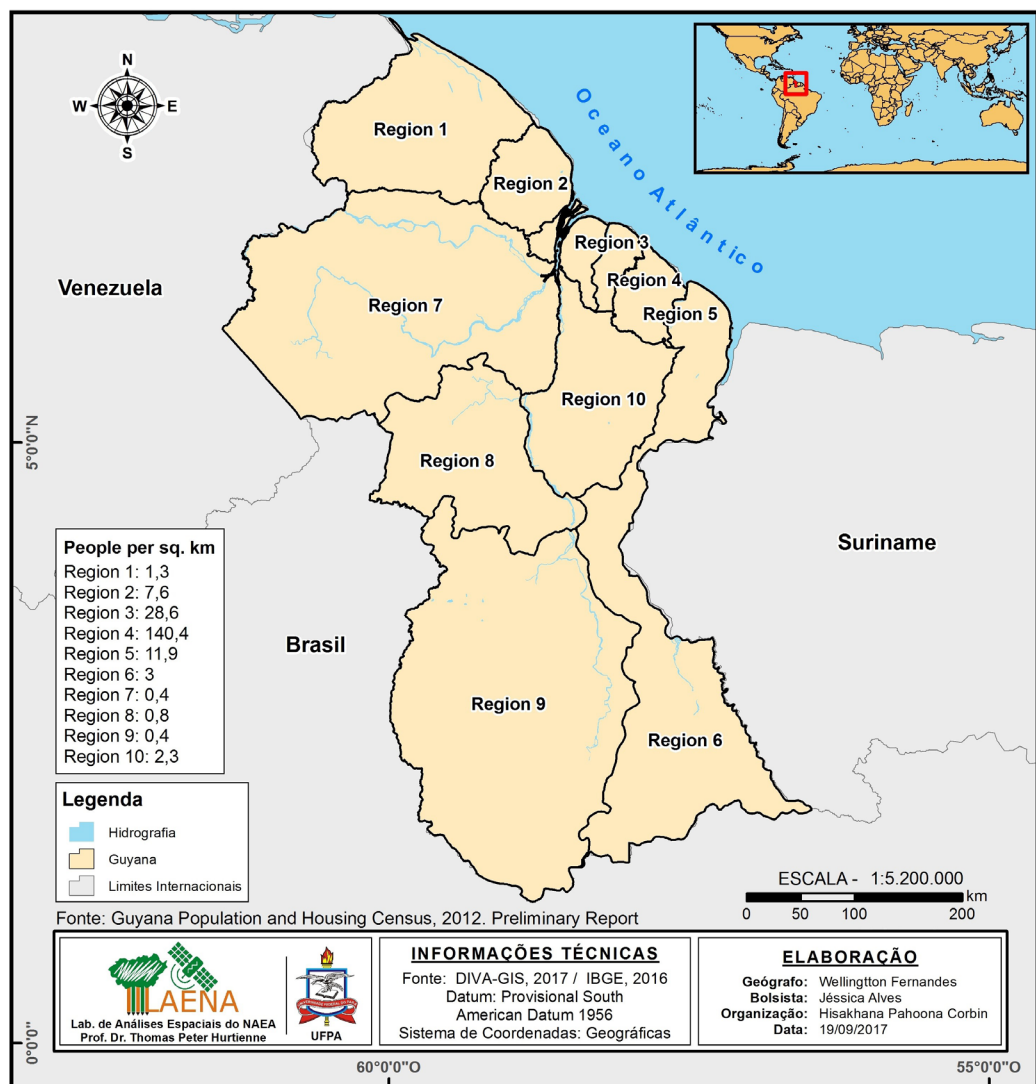 N
W
E
S
Oceano Atlântico
Region 1
Region 2
Region 3
Region 4
Region 5
Region 7
Venezuela
Region 10
Region 8
5°0'0"N
Suriname
Brasil
Region 9
Region 6
People per sq. km
Region 1: 1,3
Region 2: 7,6
Region 3: 28,6
Region 4: 140,4
Region 5: 11,9
Region 6: 3
Region 7: 0,4
Region 8: 0,8
Region 9: 0,4
Region 10: 2,3
Legenda
Hidrografia
Guyana
Limites Internacionais
ESCALA - 1:5.200.000
km
0 50 100 200
Fonte: Guyana Population and Housing Census, 2012. Preliminary Report
LAENA
Lab. de Análises Espaciais do NAEA
Prof. Dr. Thomas Peter Hurtienne
UFPA
INFORMAÇÕES TÉCNICAS
Fonte: DIVA-GIS, 2017 / IBGE, 2016
Datum: Provisional South
American Datum 1956
Sistema de Coordenadas: Geográficas
ELABORAÇÃO
Geógrafo: Wellingtton Fernandes
Bolsista: Jéssica Alves
Organização: Hisakhana Pahoona Corbin
Data: 19/09/2017
0°0'0"
60°0'0"O
55°0'0"O